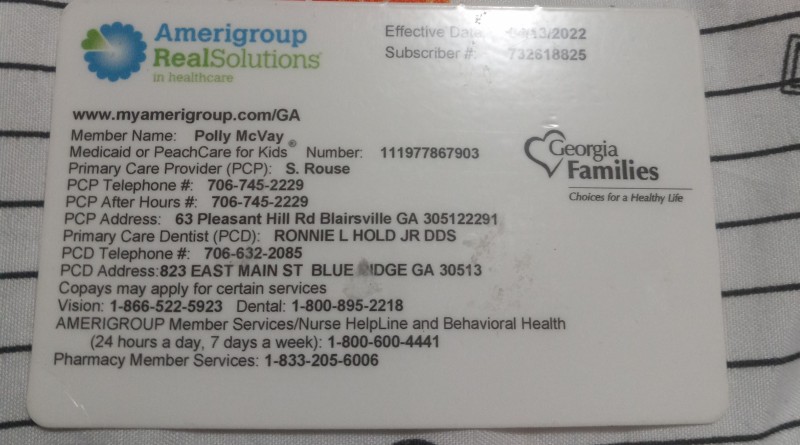 Amerigroup
RealSolutions
in healthcare
Effective 13/2022
Subscriber #: 732618825
www.myamerigroup.com/GA
Member Name: Polly McVay
Medicaid or PeachCare for Kids® Number: 111977867903
Primary Care Provider (PCP): S. Rouse
PCP Telephone #: 706-745-2229
PCP After Hours #: 706-745-2229
PCP Address: 63 Pleasant Hill Rd Blairsville GA 305122291
Primary Care Dentist (PCD): RONNIE L HOLD JR DDS
PCD Telephone #: 706-632-2085
PCD Address:823 EAST MAIN ST BLUE IDGE GA 30513
Copays may apply for certain services
Vision: 1-866-522-5923 Dental: 1-800-895-2218
AMERIGROUP Member Services/Nurse HelpLine and Behavioral Health
(24 hours a day, 7 days a week): 1-800-600-4441
Pharmacy Member Services: 1-833-205-6006
Georgia
Families
Choices for a Healthy Life